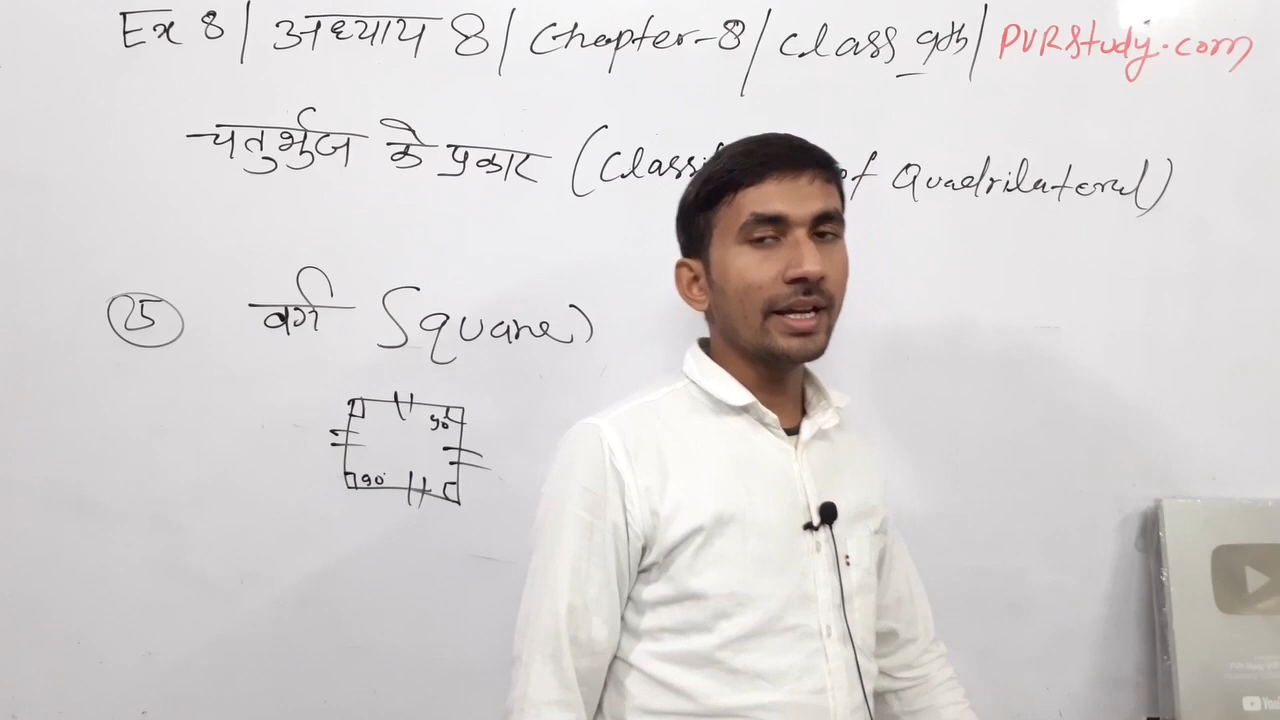 Ex 8 | अध्याय 8 | Chapter-8 | Class 9th | PVRStudy.com
चतुर्भुज के प्रकार (Classif of Quadrilateral)
25 वर्ग Square)
90°
90°